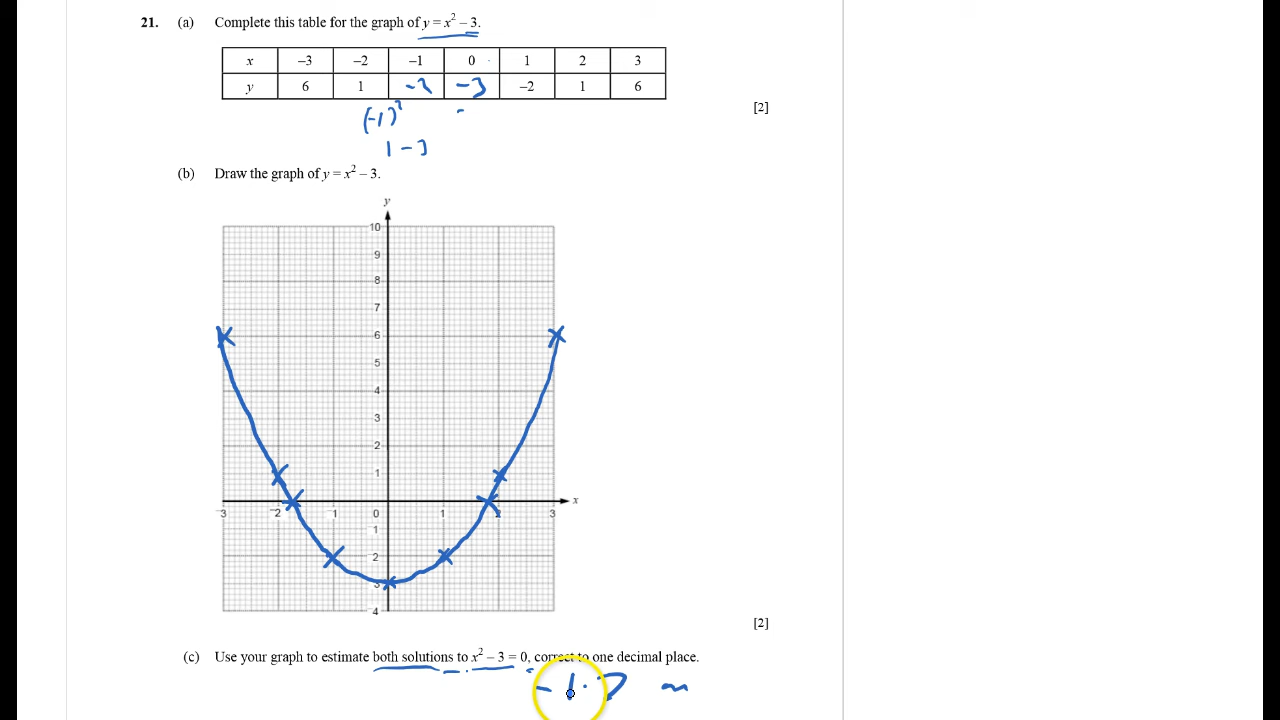 21. (a) Complete this table for the graph of y = x² – 3.
x –3 –2 –1 0 1 2 3
y 6 1 -2 -3 –2 1 6
[2]
(-1)²
1 - 3
(b) Draw the graph of y = x² – 3.
y
10
9
8
7
6
5
4
3
2
1
x
–3 –2 –1 0 1 2 3
–1
–2
–3
–4
[2]
(c) Use your graph to estimate both solutions to x² – 3 = 0, correct to one decimal place.
-1.7